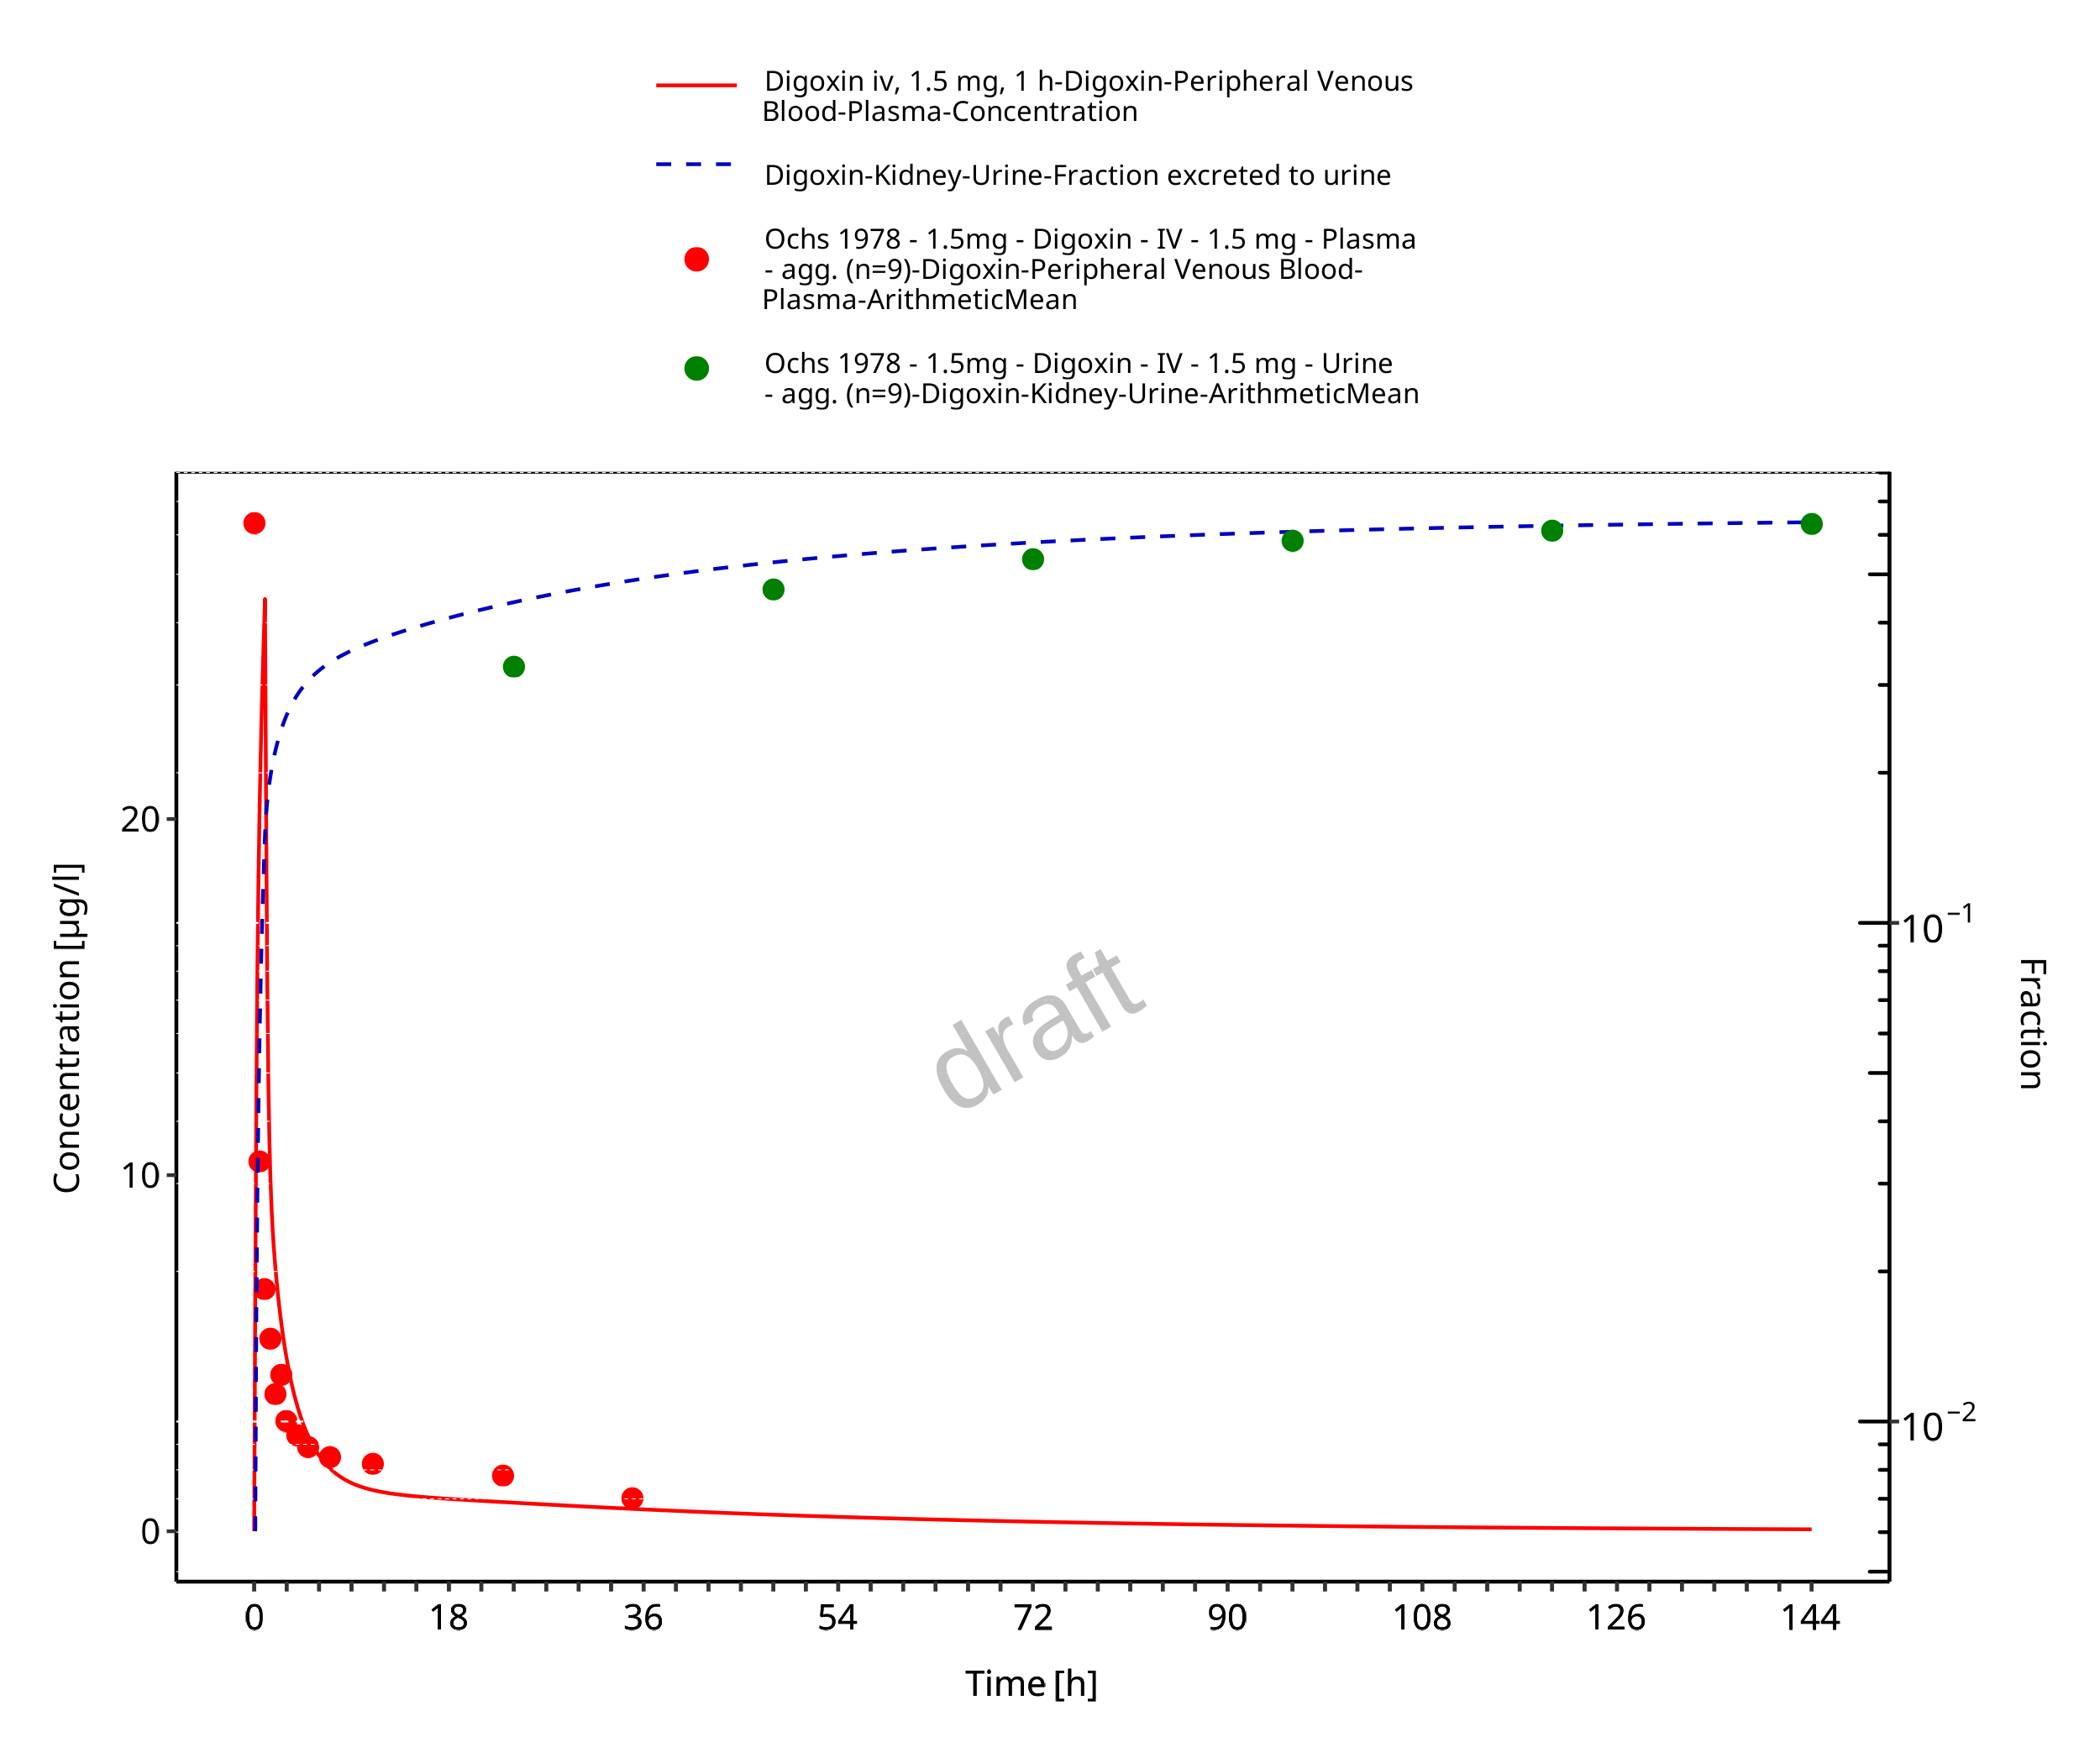 Digoxin iv, 1.5 mg, 1 h-Digoxin-Peripheral Venous
Blood-Plasma-Concentration
Digoxin-Kidney-Urine-Fraction excreted to urine
Ochs 1978 - 1.5mg - Digoxin - IV - 1.5 mg - Plasma
- agg. (n=9)-Digoxin-Peripheral Venous Blood-
Plasma-ArithmeticMean
Ochs 1978 - 1.5mg - Digoxin - IV - 1.5 mg - Urine
- agg. (n=9)-Digoxin-Kidney-Urine-ArithmeticMean
Concentration [µg/l]
20
10
0
draft
10⁻¹
10⁻²
Fraction
0 18 36 54 72 90 108 126 144
Time [h]